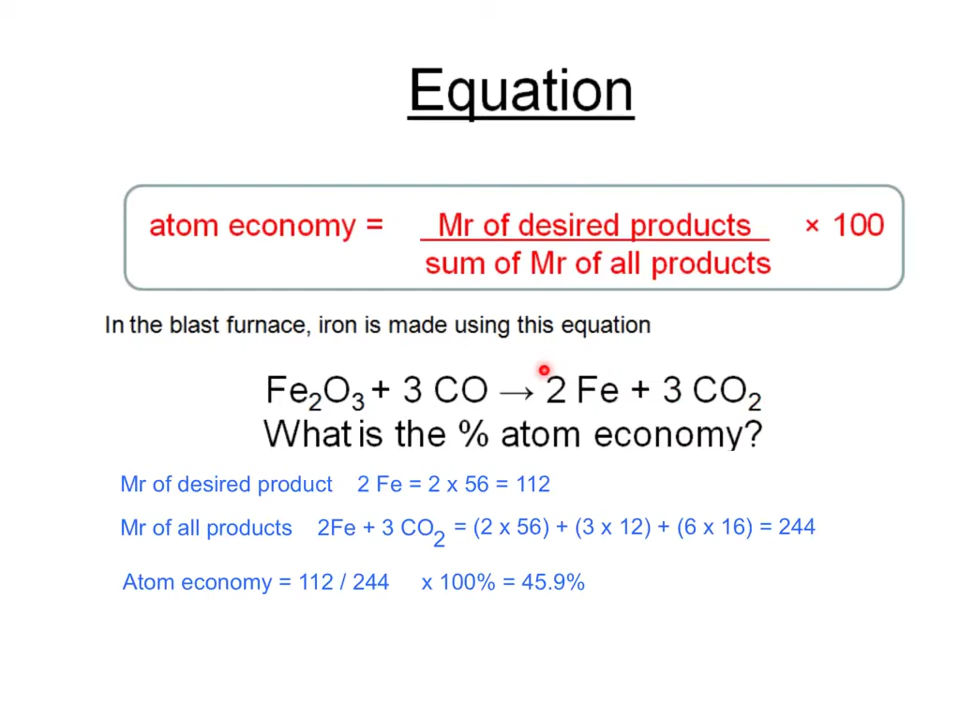 Equation
atom economy = Mr of desired products × 100
sum of Mr of all products
In the blast furnace, iron is made using this equation
Fe₂O₃ + 3 CO → 2 Fe + 3 CO₂
What is the % atom economy?
Mr of desired product 2 Fe = 2 x 56 = 112
Mr of all products 2Fe + 3 CO₂ = (2 x 56) + (3 x 12) + (6 x 16) = 244
Atom economy = 112 / 244 x 100% = 45.9%